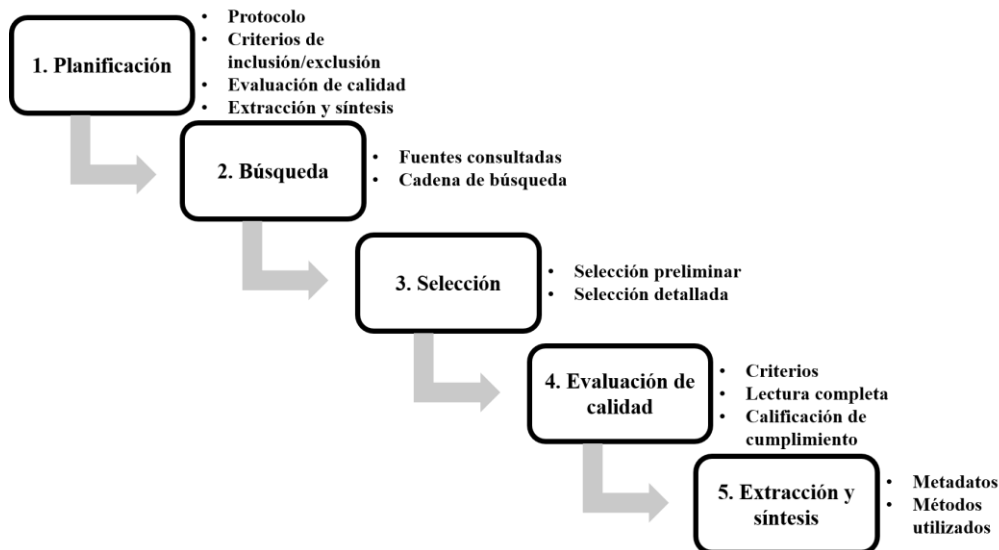 1. Planificación
• Protocolo
• Criterios de
inclusión/exclusión
• Evaluación de calidad
• Extracción y síntesis
2. Búsqueda
• Fuentes consultadas
• Cadena de búsqueda
3. Selección
• Selección preliminar
• Selección detallada
4. Evaluación de
calidad
• Criterios
• Lectura completa
• Calificación de
cumplimiento
5. Extracción y
síntesis
• Metadatos
• Métodos
utilizados